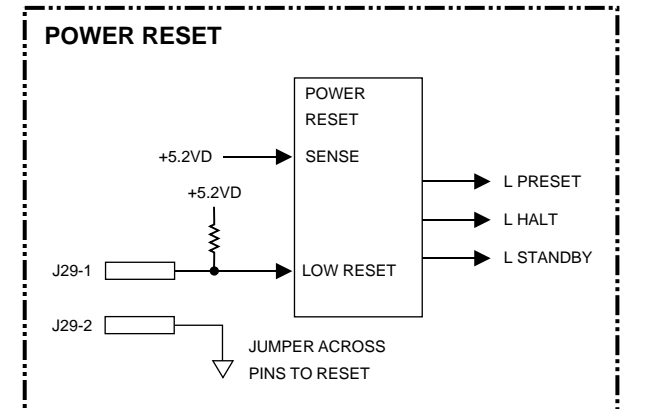 POWER RESET
POWER
RESET
+5.2VD
SENSE
L PRESET
+5.2VD
L HALT
L STANDBY
J29-1
LOW RESET
J29-2
JUMPER ACROSS
PINS TO RESET